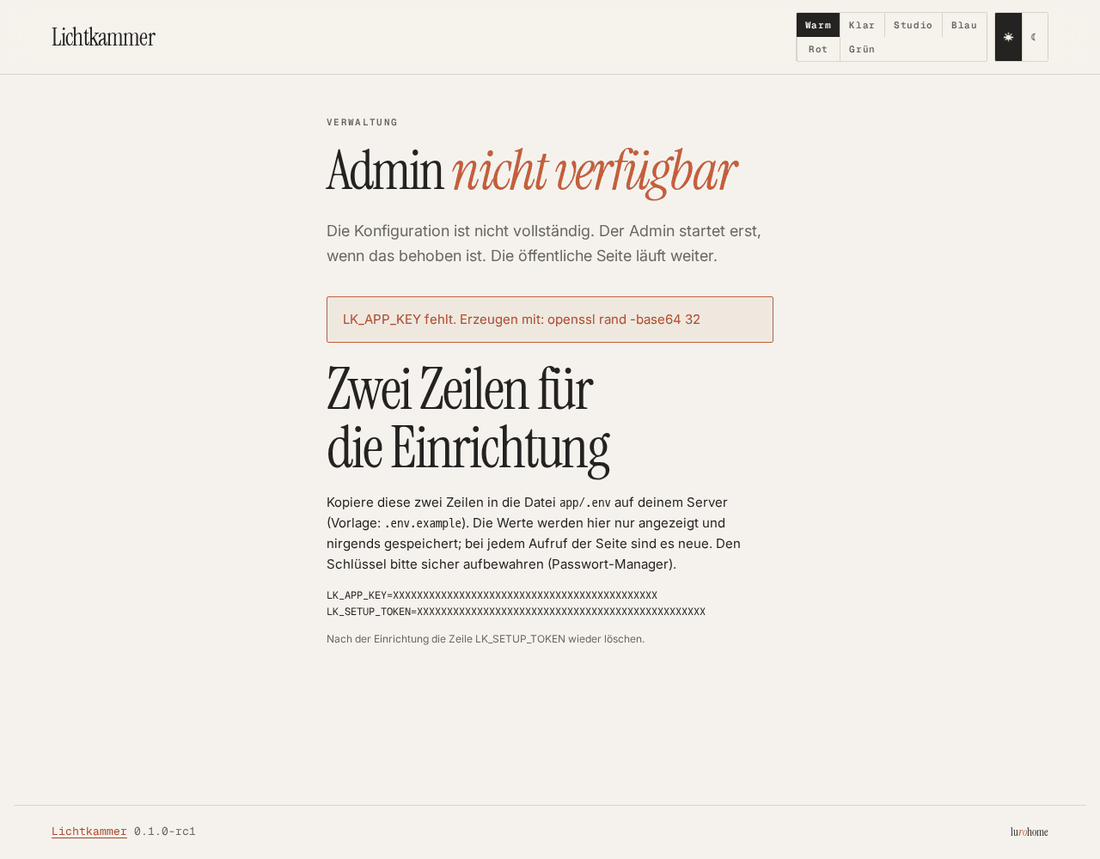 Lichtkammer
Warm Klar Studio Blau
Rot Grün
VERWALTUNG
Admin nicht verfügbar
Die Konfiguration ist nicht vollständig. Der Admin startet erst,
wenn das behoben ist. Die öffentliche Seite läuft weiter.
LK_APP_KEY fehlt. Erzeugen mit: openssl rand -base64 32
Zwei Zeilen für
die Einrichtung
Kopiere diese zwei Zeilen in die Datei app/.env auf deinem Server
(Vorlage: .env.example). Die Werte werden hier nur angezeigt und
nirgends gespeichert; bei jedem Aufruf der Seite sind es neue. Den
Schlüssel bitte sicher aufbewahren (Passwort-Manager).
LK_APP_KEY=XXXXXXXXXXXXXXXXXXXXXXXXXXXXXXXXXXXXXXXXXXXX
LK_SETUP_TOKEN=XXXXXXXXXXXXXXXXXXXXXXXXXXXXXXXXXXXXXXXXXXXXXXXX
Nach der Einrichtung die Zeile LK_SETUP_TOKEN wieder löschen.
Lichtkammer 0.1.0-rc1
lurohome